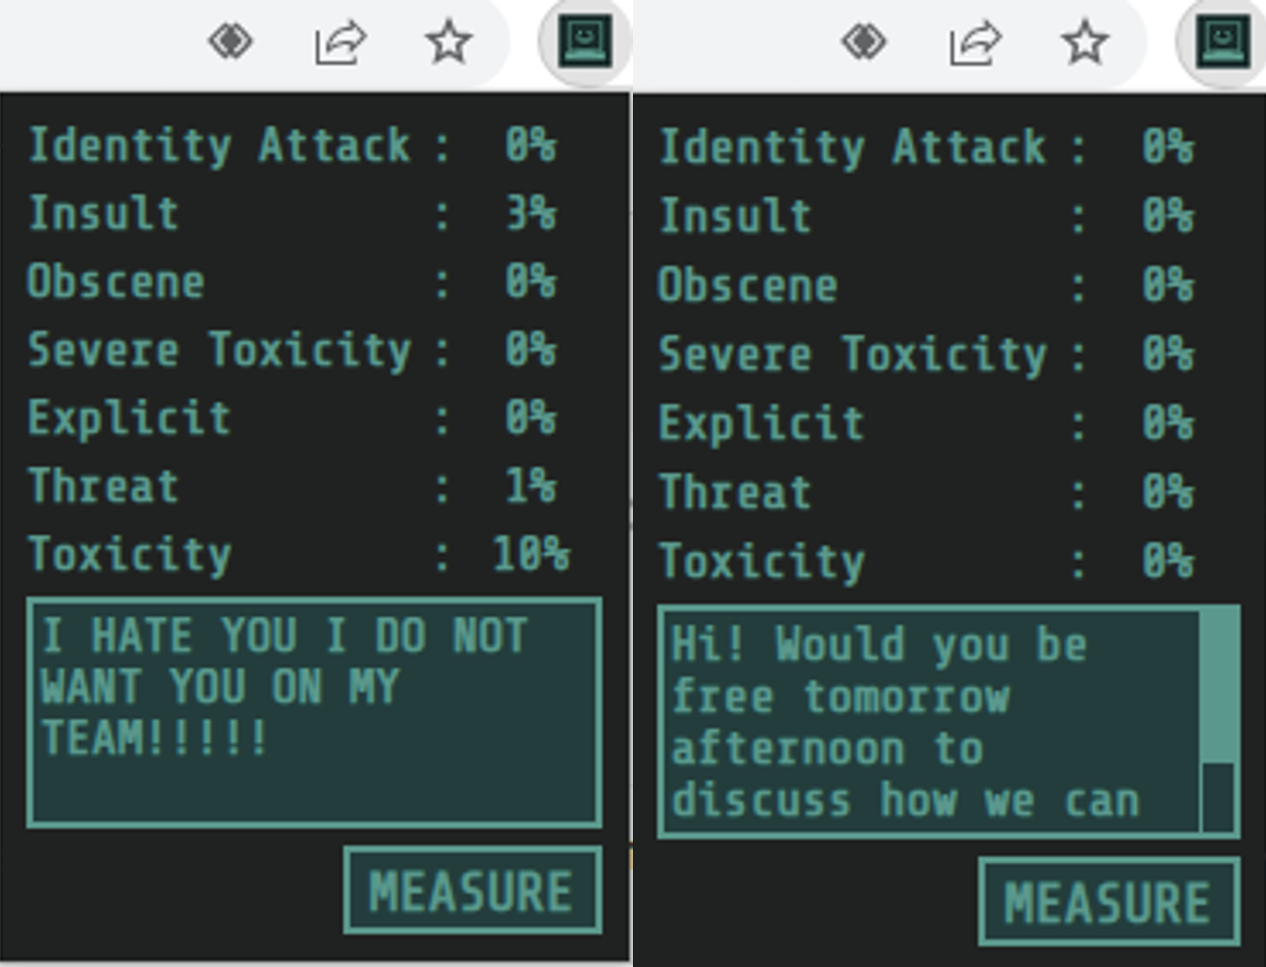 Identity Attack : 0%
Insult : 3%
Obscene : 0%
Severe Toxicity : 0%
Explicit : 0%
Threat : 1%
Toxicity : 10%
I HATE YOU I DO NOT
WANT YOU ON MY
TEAM!!!!!
MEASURE
Identity Attack : 0%
Insult : 0%
Obscene : 0%
Severe Toxicity : 0%
Explicit : 0%
Threat : 0%
Toxicity : 0%
Hi! Would you be
free tomorrow
afternoon to
discuss how we can
MEASURE